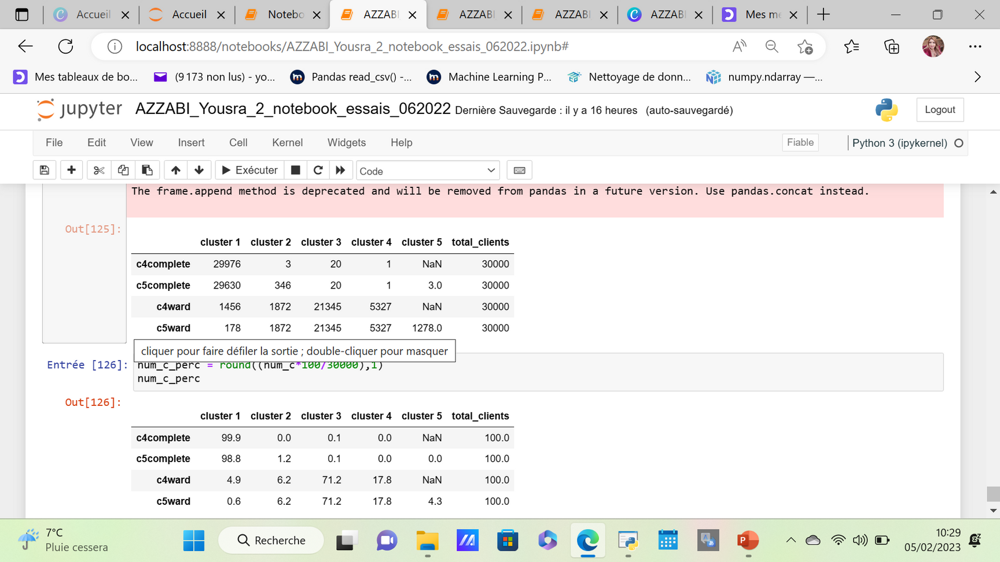 Accueil
Accueil
Notebo
AZZABI
AZZABI
AZZABI
AZZABI
Mes me
localhost:8888/notebooks/AZZABI_Yousra_2_notebook_essais_062022.ipynb#
Mes tableaux de bo...
(9 173 non lus) - yo...
Pandas read_csv() -...
Machine Learning P...
Nettoyage de donn...
numpy.ndarray —...
jupyter AZZABI_Yousra_2_notebook_essais_062022 Dernière Sauvegarde : il y a 16 heures (auto-sauvegardé)
Logout
File Edit View Insert Cell Kernel Widgets Help
Fiable
Python 3 (ipykernel)
Exécuter
Code
The frame.append method is deprecated and will be removed from pandas in a future version. Use pandas.concat instead.
Out[125]:
cluster 1 cluster 2 cluster 3 cluster 4 cluster 5 total_clients
c4complete 29976 3 20 1 NaN 30000
c5complete 29630 346 20 1 3.0 30000
c4ward 1456 1872 21345 5327 NaN 30000
c5ward 178 1872 21345 5327 1278.0 30000
cliquer pour faire défiler la sortie ; double-cliquer pour masquer
Entrée [126]: num_c_perc = round((num_c*100/30000),1)
num_c_perc
Out[126]:
cluster 1 cluster 2 cluster 3 cluster 4 cluster 5 total_clients
c4complete 99.9 0.0 0.1 0.0 NaN 100.0
c5complete 98.8 1.2 0.1 0.0 0.0 100.0
c4ward 4.9 6.2 71.2 17.8 NaN 100.0
c5ward 0.6 6.2 71.2 17.8 4.3 100.0
7°C
Pluie cessera
Recherche
10:29
05/02/2023